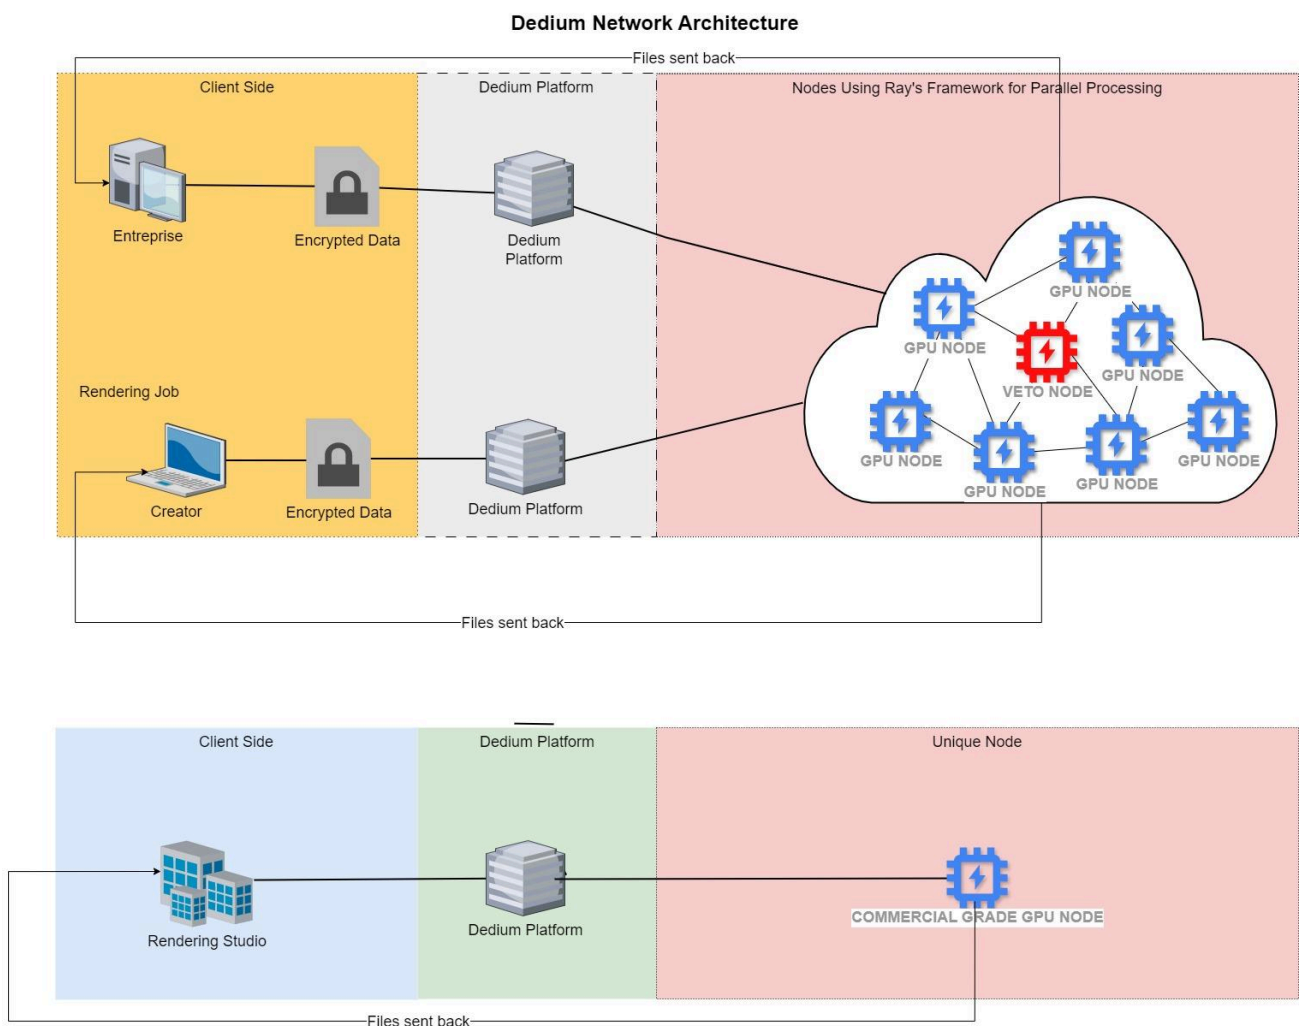 Dedium Network Architecture
Files sent back
Client Side
Dedium Platform
Nodes Using Ray's Framework for Parallel Processing
Entreprise
Encrypted Data
Dedium
Platform
GPU NODE
GPU NODE
VETO NODE
GPU NODE
GPU NODE
GPU NODE
GPU NODE
GPU NODE
Rendering Job
Creator
Encrypted Data
Dedium Platform
Files sent back
Client Side
Dedium Platform
Unique Node
Rendering Studio
Dedium Platform
COMMERCIAL GRADE GPU NODE
Files sent back